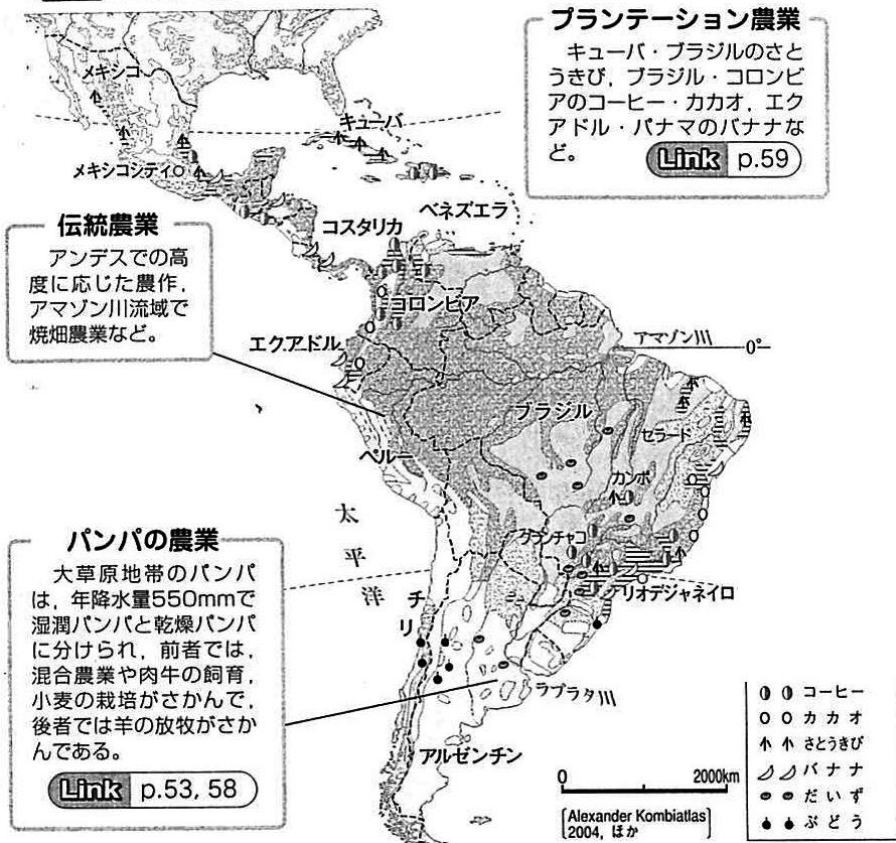 プランテーション農業
キューバ・ブラジルのさと
うきび，ブラジル・コロンビ
アのコーヒー・カカオ，エク
アドル・パナマのバナナな
ど。
Link p.59
メキシコ
キューバ
メキシコシティ
伝統農業
アンデスでの高
度に応じた農作，
アマゾン川流域で
焼畑農業など。
コスタリカ
ベネズエラ
コロンビア
エクアドル
アマゾン川
0°
ブラジル
セラード
ペルー
カンポ
グランチャコ
リオデジャネイロ
太平洋
チリ
パンパの農業
大草原地帯のパンパ
は，年降水量550mmで
湿潤パンパと乾燥パンパ
に分けられ，前者では，
混合農業や肉牛の飼育，
小麦の栽培がさかんで，
後者では羊の放牧がさか
んである。
Link p.53, 58
ラプラタ川
アルゼンチン
0 2000km
[Alexander Kombiatlas
2004, ほか]
コーヒー
カカオ
さとうきび
バナナ
だいず
ぶどう